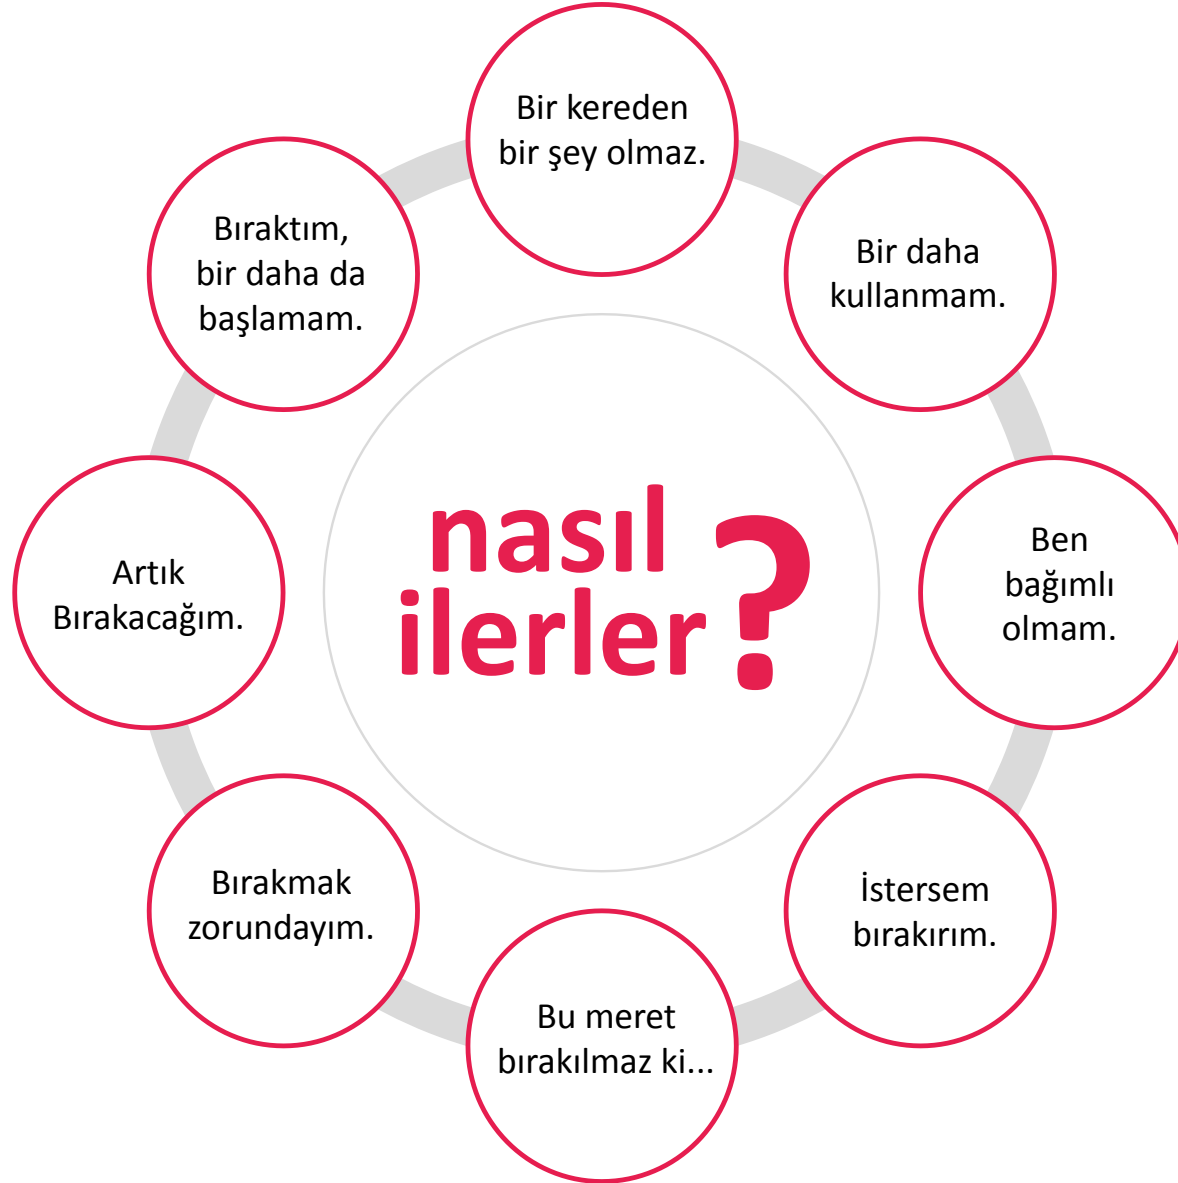 Bir kereden
bir şey olmaz.
Bir daha
kullanmam.
Ben
bağımlı
olmam.
İstersem
bırakırım.
Bu meret
bırakılmaz ki...
Bırakmak
zorundayım.
Artık
Bırakacağım.
Bıraktım,
bir daha da
başlamam.
nasıl
ilerler?